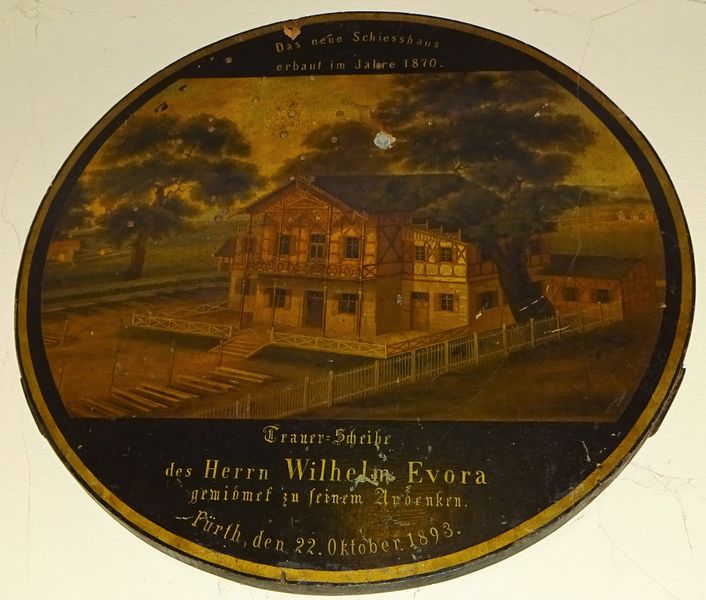 Das neue Schiesshaus
erbaut im Jahre 1870.
Trauer-Scheibe
des Herrn Wilhelm Evora
gewidmet zu seinem Andenken.
Fürth, den 22. Oktober 1893.